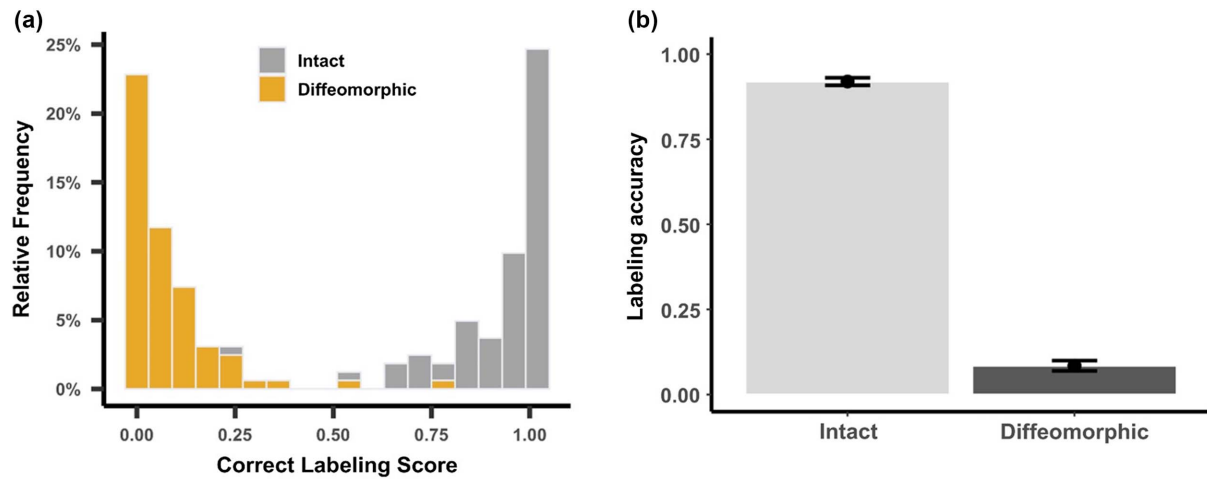 (a)
Relative Frequency
25%
20%
15%
10%
5%
0%
Intact
Diffeomorphic
0.00 0.25 0.50 0.75 1.00
Correct Labeling Score
(b)
Labeling accuracy
1.00
0.75
0.50
0.25
0.00
Intact Diffeomorphic